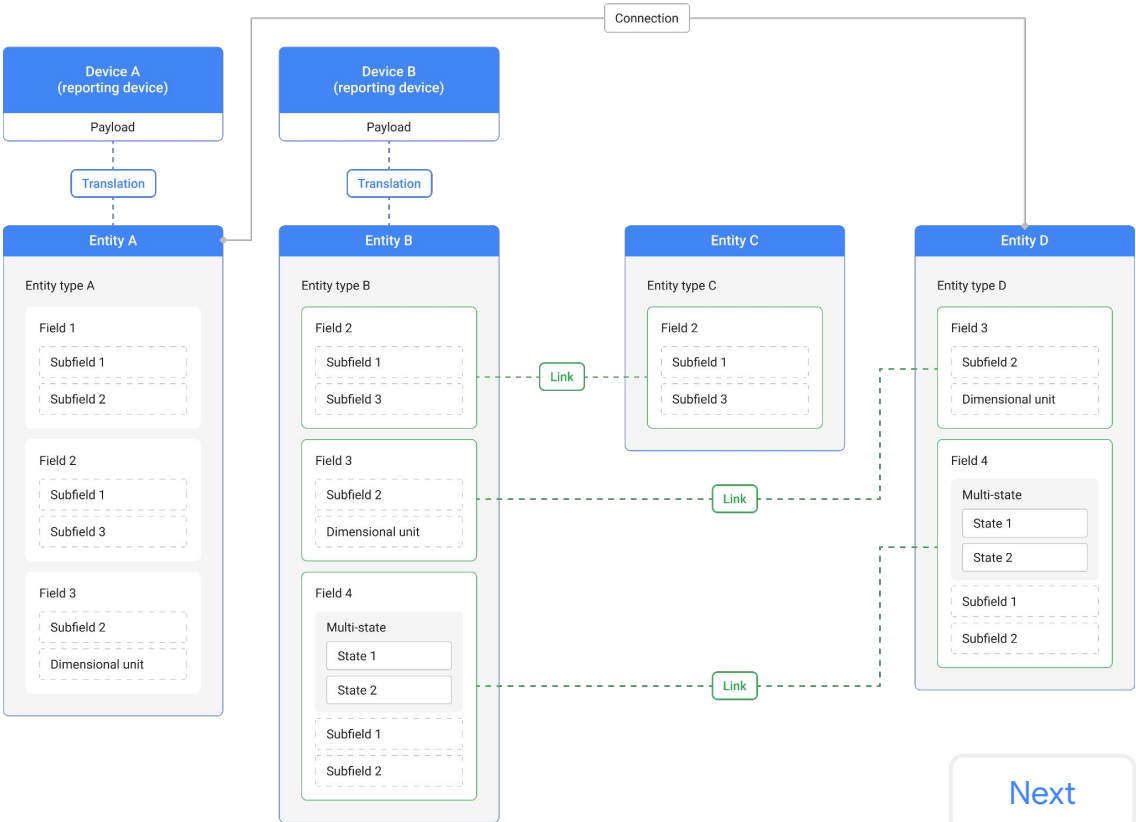 Connection
Device A
(reporting device)
Payload
Translation
Device B
(reporting device)
Payload
Translation
Entity A
Entity type A
Field 1
Subfield 1
Subfield 2
Field 2
Subfield 1
Subfield 3
Field 3
Subfield 2
Dimensional unit
Entity B
Entity type B
Field 2
Subfield 1
Subfield 3
Field 3
Subfield 2
Dimensional unit
Field 4
Multi-state
State 1
State 2
Subfield 1
Subfield 2
Link
Link
Link
Entity C
Entity type C
Field 2
Subfield 1
Subfield 3
Entity D
Entity type D
Field 3
Subfield 2
Dimensional unit
Field 4
Multi-state
State 1
State 2
Subfield 1
Subfield 2
Next